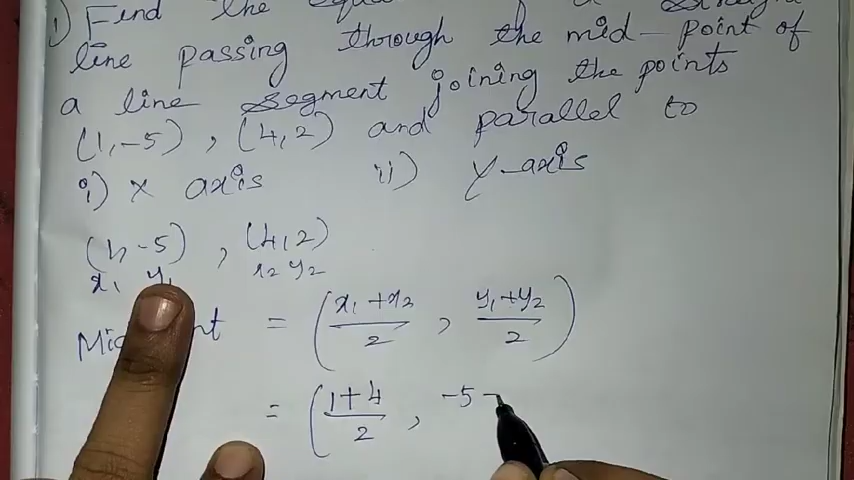 1) Find the
line passing through the mid-point of
a line segment joining the points
(1,-5), (4,2) and parallel to
i) x axis ii) y-axis
(1,-5), (4,2)
x₁ y₁ x₂ y₂
= (x₁+x₂/2, y₁+y₂/2)
= (1+4/2, -5